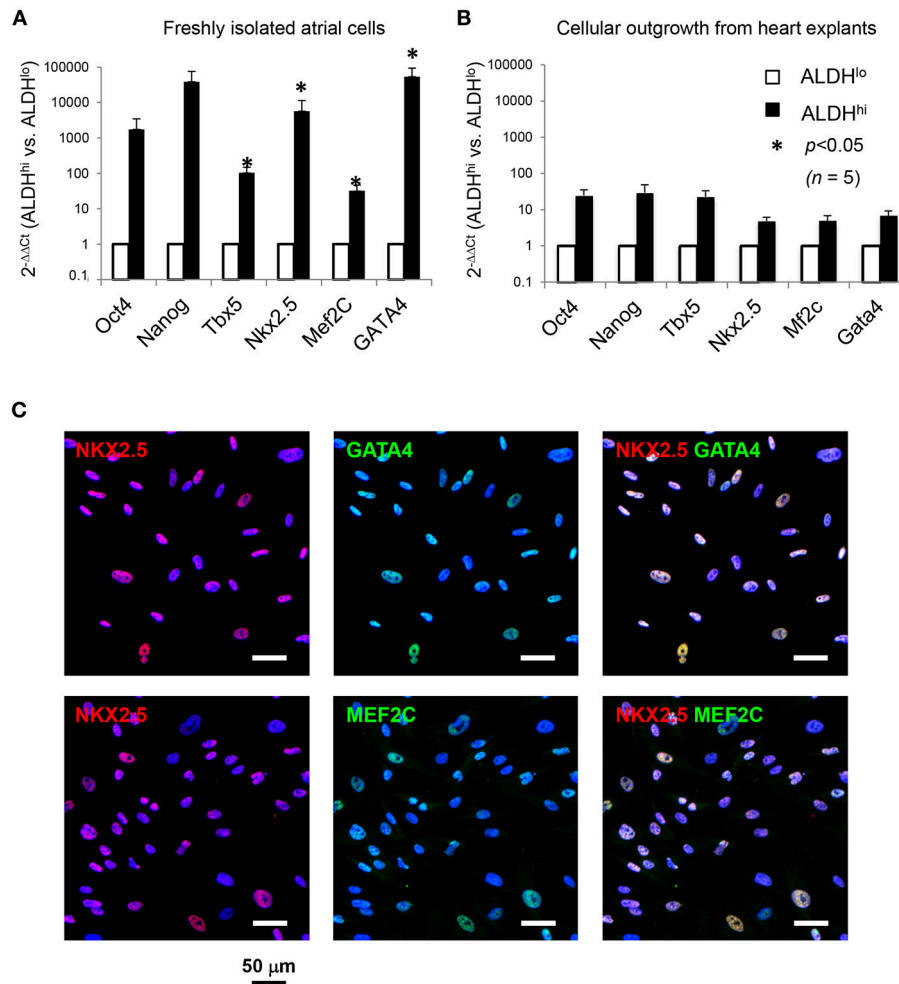 A
Freshly isolated atrial cells
2-ΔΔCt (ALDHhi vs. ALDHlo)
100000
10000
1000
100
10
1
0.1
*
*
*
*
Oct4
Nanog
Tbx5
Nkx2.5
Mef2C
GATA4
B
Cellular outgrowth from heart explants
2-ΔΔCt (ALDHhi vs. ALDHlo)
100000
10000
1000
100
10
1
0.1
ALDHlo
ALDHhi
* p<0.05
(n = 5)
Oct4
Nanog
Tbx5
Nkx2.5
Mf2c
Gata4
C
NKX2.5
GATA4
NKX2.5 GATA4
NKX2.5
MEF2C
NKX2.5 MEF2C
50 μm